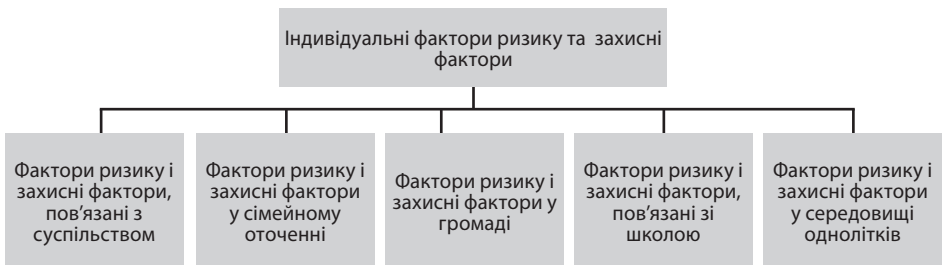 Індивідуальні фактори ризику та захисні
фактори
Фактори ризику і
захисні фактори,
пов’язані з
суспільством
Фактори ризику і
захисні фактори
у сімейному
оточенні
Фактори ризику і
захисні фактори у
громаді
Фактори ризику і
захисні фактори,
пов’язані зі
школою
Фактори ризику і
захисні фактори
у середовищі
однолітків